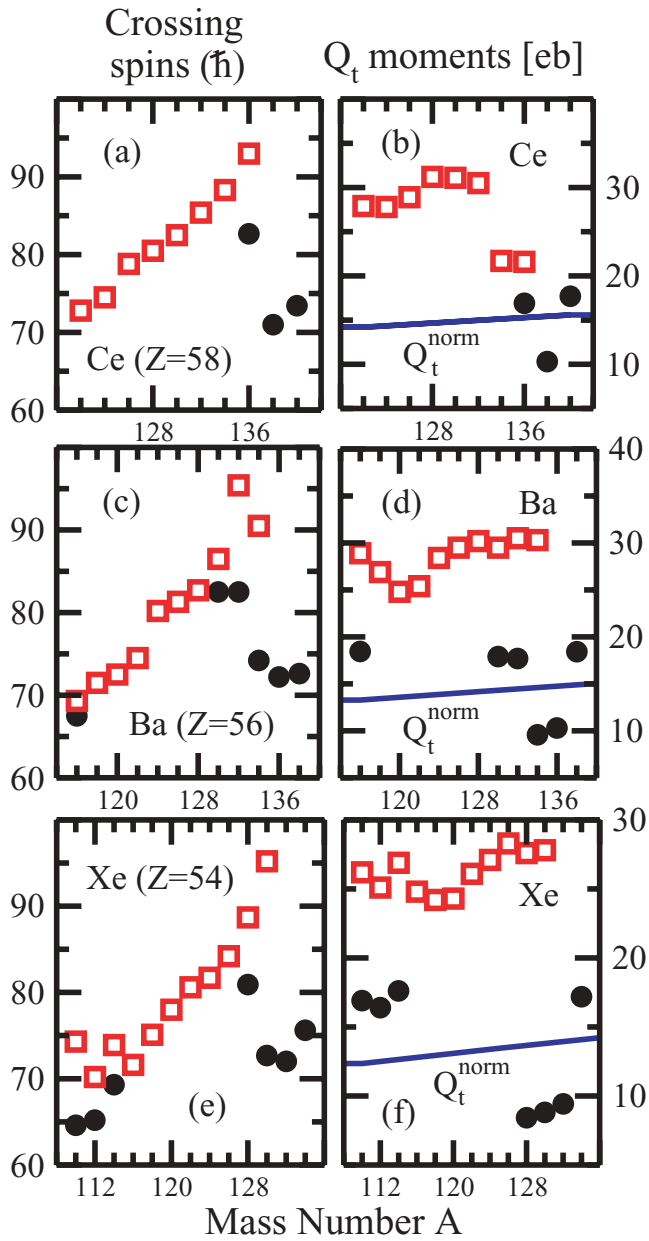 Crossing
spins (ħ)
Q_t moments [eb]
(a)
Ce (Z=58)
90
80
70
60
128
136
(b)
Ce
Q_t^norm
30
20
10
128
136
(c)
Ba (Z=56)
90
80
70
60
120
128
136
(d)
Ba
Q_t^norm
40
30
20
10
120
128
136
Xe (Z=54)
(e)
90
80
70
60
112
120
128
Xe
Q_t^norm
(f)
30
20
10
112
120
128
Mass Number A